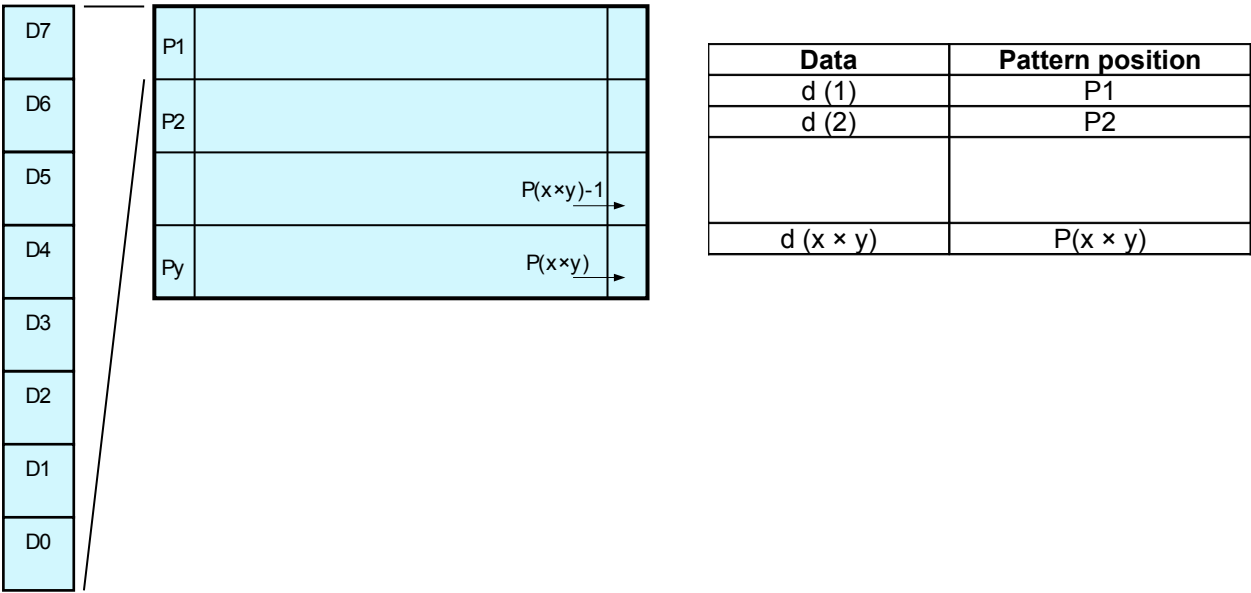 D7
D6
D5
D4
D3
D2
D1
D0
P1
P2
P(x×y)-1
Py
P(x×y)
Data Pattern position
d (1) P1
d (2) P2
d (x × y) P(x × y)